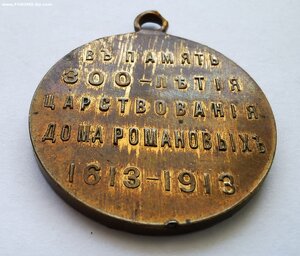 ВЪ ПАМЯТЬ
300-ЛѢТІЯ
ЦАРСТВОВАНІЯ
ДОМА РОМАНОВЫХЪ
1613-1913